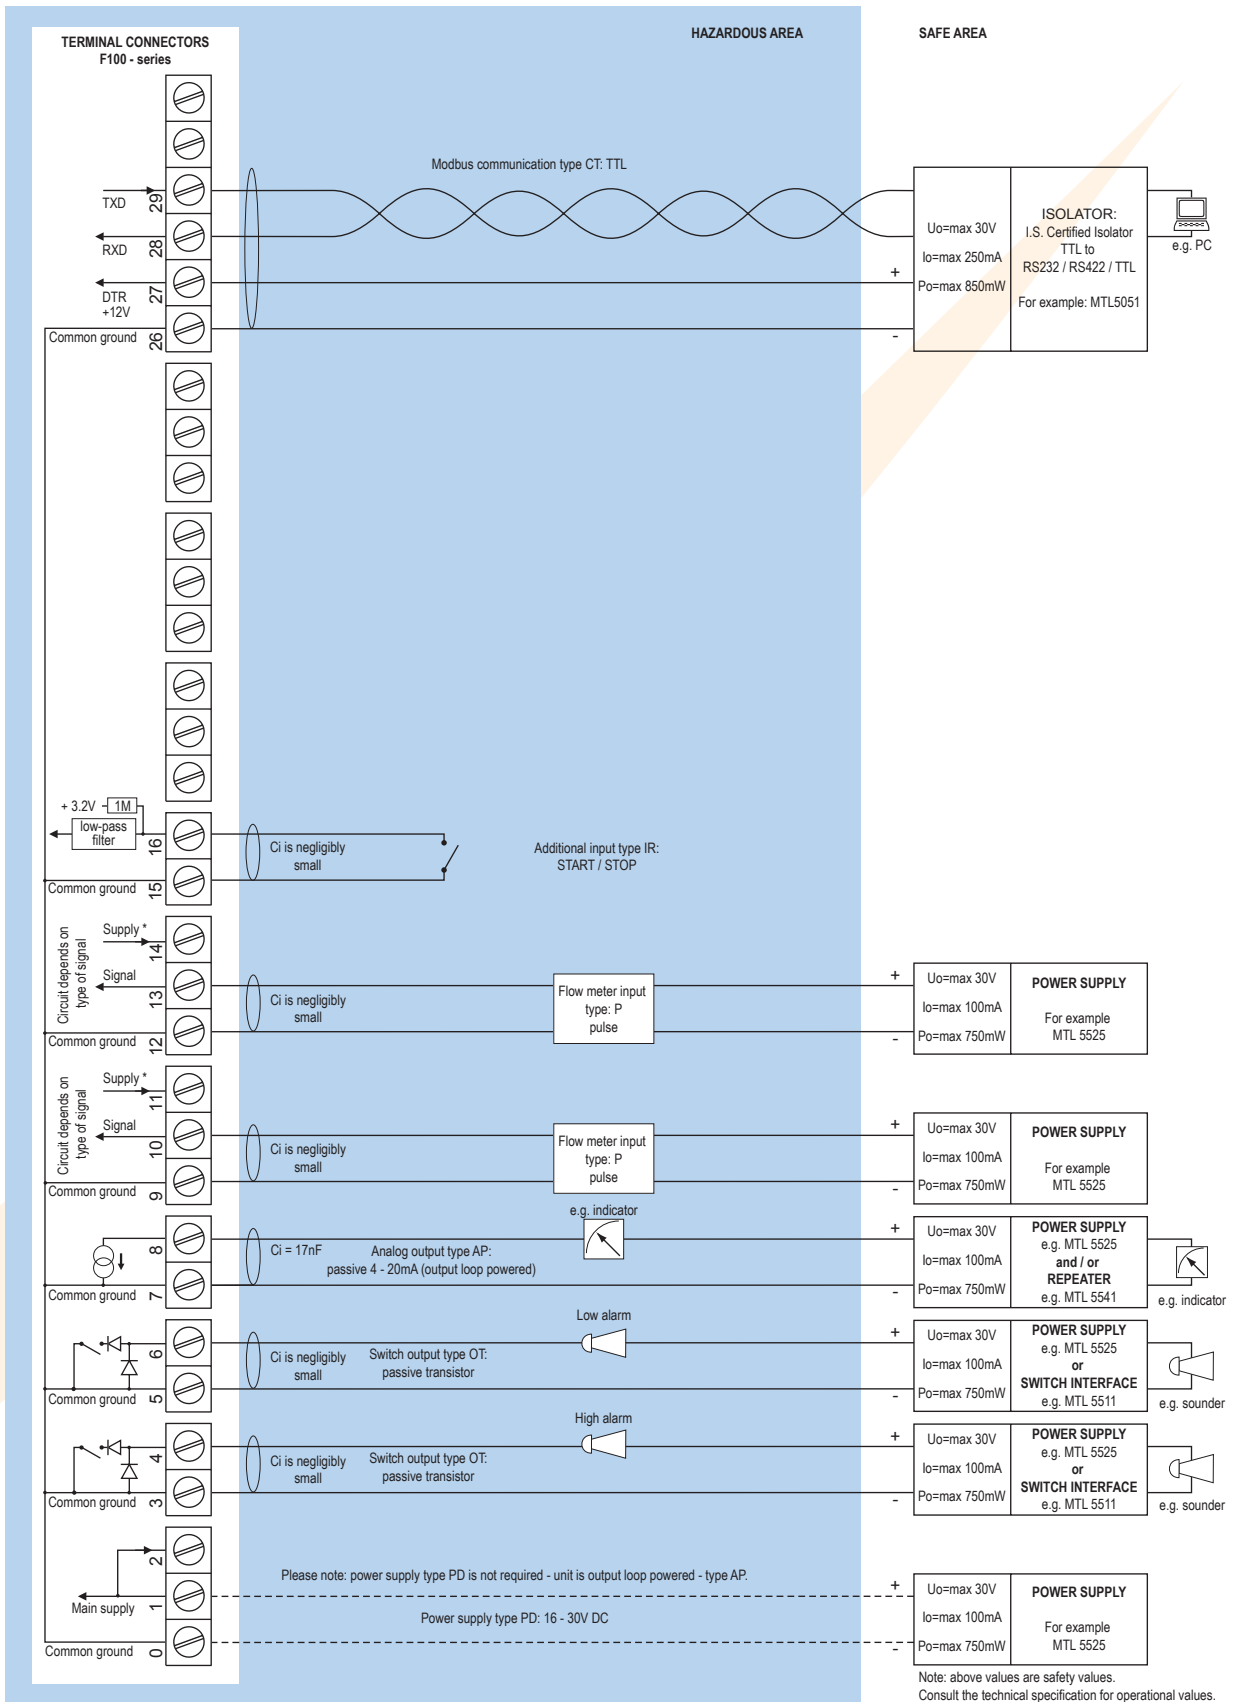 TERMINAL CONNECTORS
F100 - series
HAZARDOUS AREA
SAFE AREA
Modbus communication type CT: TTL
TXD
29
RXD
28
DTR
+12V
27
Common ground
26
+
-
Uo=max 30V
Io=max 250mA
Po=max 850mW
ISOLATOR:
I.S. Certified Isolator
TTL to
RS232 / RS422 / TTL
For example: MTL5051
e.g. PC
+ 3.2V
1M
low-pass
filter
16
Common ground
15
Ci is negligibly
small
Additional input type IR:
START / STOP
Circuit depends on
type of signal
Supply *
14
Signal
13
Common ground
12
Ci is negligibly
small
Flow meter input
type: P
pulse
+
-
Uo=max 30V
Io=max 100mA
Po=max 750mW
POWER SUPPLY
For example
MTL 5525
Circuit depends on
type of signal
Supply *
11
Signal
10
Common ground
9
Ci is negligibly
small
Flow meter input
type: P
pulse
+
-
Uo=max 30V
Io=max 100mA
Po=max 750mW
POWER SUPPLY
For example
MTL 5525
8
Common ground
7
Ci = 17nF
Analog output type AP:
passive 4 - 20mA (output loop powered)
e.g. indicator
+
-
Uo=max 30V
Io=max 100mA
Po=max 750mW
POWER SUPPLY
e.g. MTL 5525
and / or
REPEATER
e.g. MTL 5541
e.g. indicator
6
Common ground
5
Ci is negligibly
small
Switch output type OT:
passive transistor
Low alarm
+
-
Uo=max 30V
Io=max 100mA
Po=max 750mW
POWER SUPPLY
e.g. MTL 5525
or
SWITCH INTERFACE
e.g. MTL 5511
e.g. sounder
4
Common ground
3
Ci is negligibly
small
Switch output type OT:
passive transistor
High alarm
+
-
Uo=max 30V
Io=max 100mA
Po=max 750mW
POWER SUPPLY
e.g. MTL 5525
or
SWITCH INTERFACE
e.g. MTL 5511
e.g. sounder
2
Main supply
1
Common ground
0
Please note: power supply type PD is not required - unit is output loop powered - type AP.
Power supply type PD: 16 - 30V DC
+
-
Uo=max 30V
Io=max 100mA
Po=max 750mW
POWER SUPPLY
For example
MTL 5525
Note: above values are safety values.
Consult the technical specification for operational values.